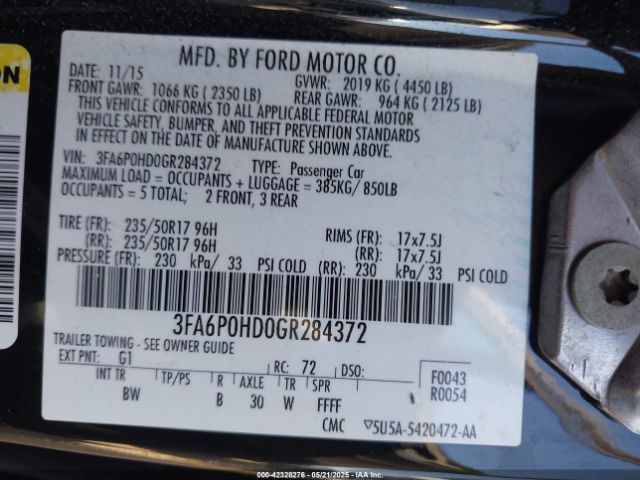 ON
MFD. BY FORD MOTOR CO.
DATE: 11/15 GVWR: 2019 KG ( 4450 LB)
FRONT GAWR: 1066 KG ( 2350 LB) REAR GAWR: 964 KG ( 2125 LB)
THIS VEHICLE CONFORMS TO ALL APPLICABLE FEDERAL MOTOR
VEHICLE SAFETY, BUMPER, AND THEFT PREVENTION STANDARDS
IN EFFECT ON THE DATE OF MANUFACTURE SHOWN ABOVE.
VIN: 3FA6P0HD0GR284372 TYPE: Passenger Car
MAXIMUM LOAD = OCCUPANTS + LUGGAGE = 385KG/ 850LB
OCCUPANTS = 5 TOTAL; 2 FRONT, 3 REAR
TIRE (FR): 235/50R17 96H RIMS (FR): 17x7.5J
(RR): 235/50R17 96H (RR): 17x7.5J
PRESSURE (FR): 230 kPa/ 33 PSI COLD (RR): 230 kPa/ 33 PSI COLD
3FA6P0HD0GR284372
TRAILER TOWING - SEE OWNER GUIDE
EXT PNT: G1 RC: 72 DSO: F0043
INT TR TP/PS R AXLE TR SPR R0054
BW B 30 W FFFF
CMC 5U5A-5420472-AA
000-42328276 — 05/21/2025 — IAAI.COM